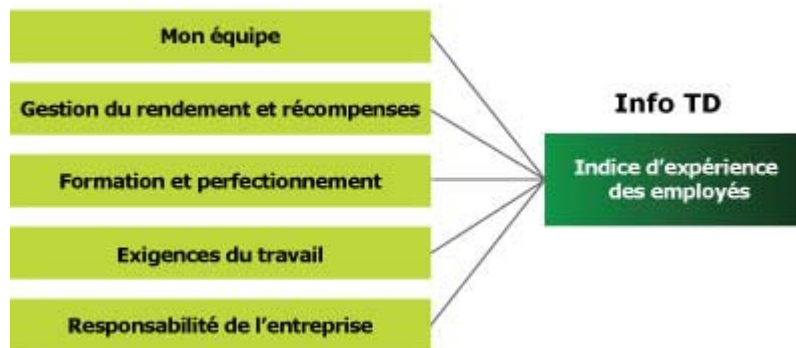 Mon équipe
Gestion du rendement et récompenses
Formation et perfectionnement
Exigences du travail
Responsabilité de l'entreprise
Info TD
Indice d'expérience
des employés